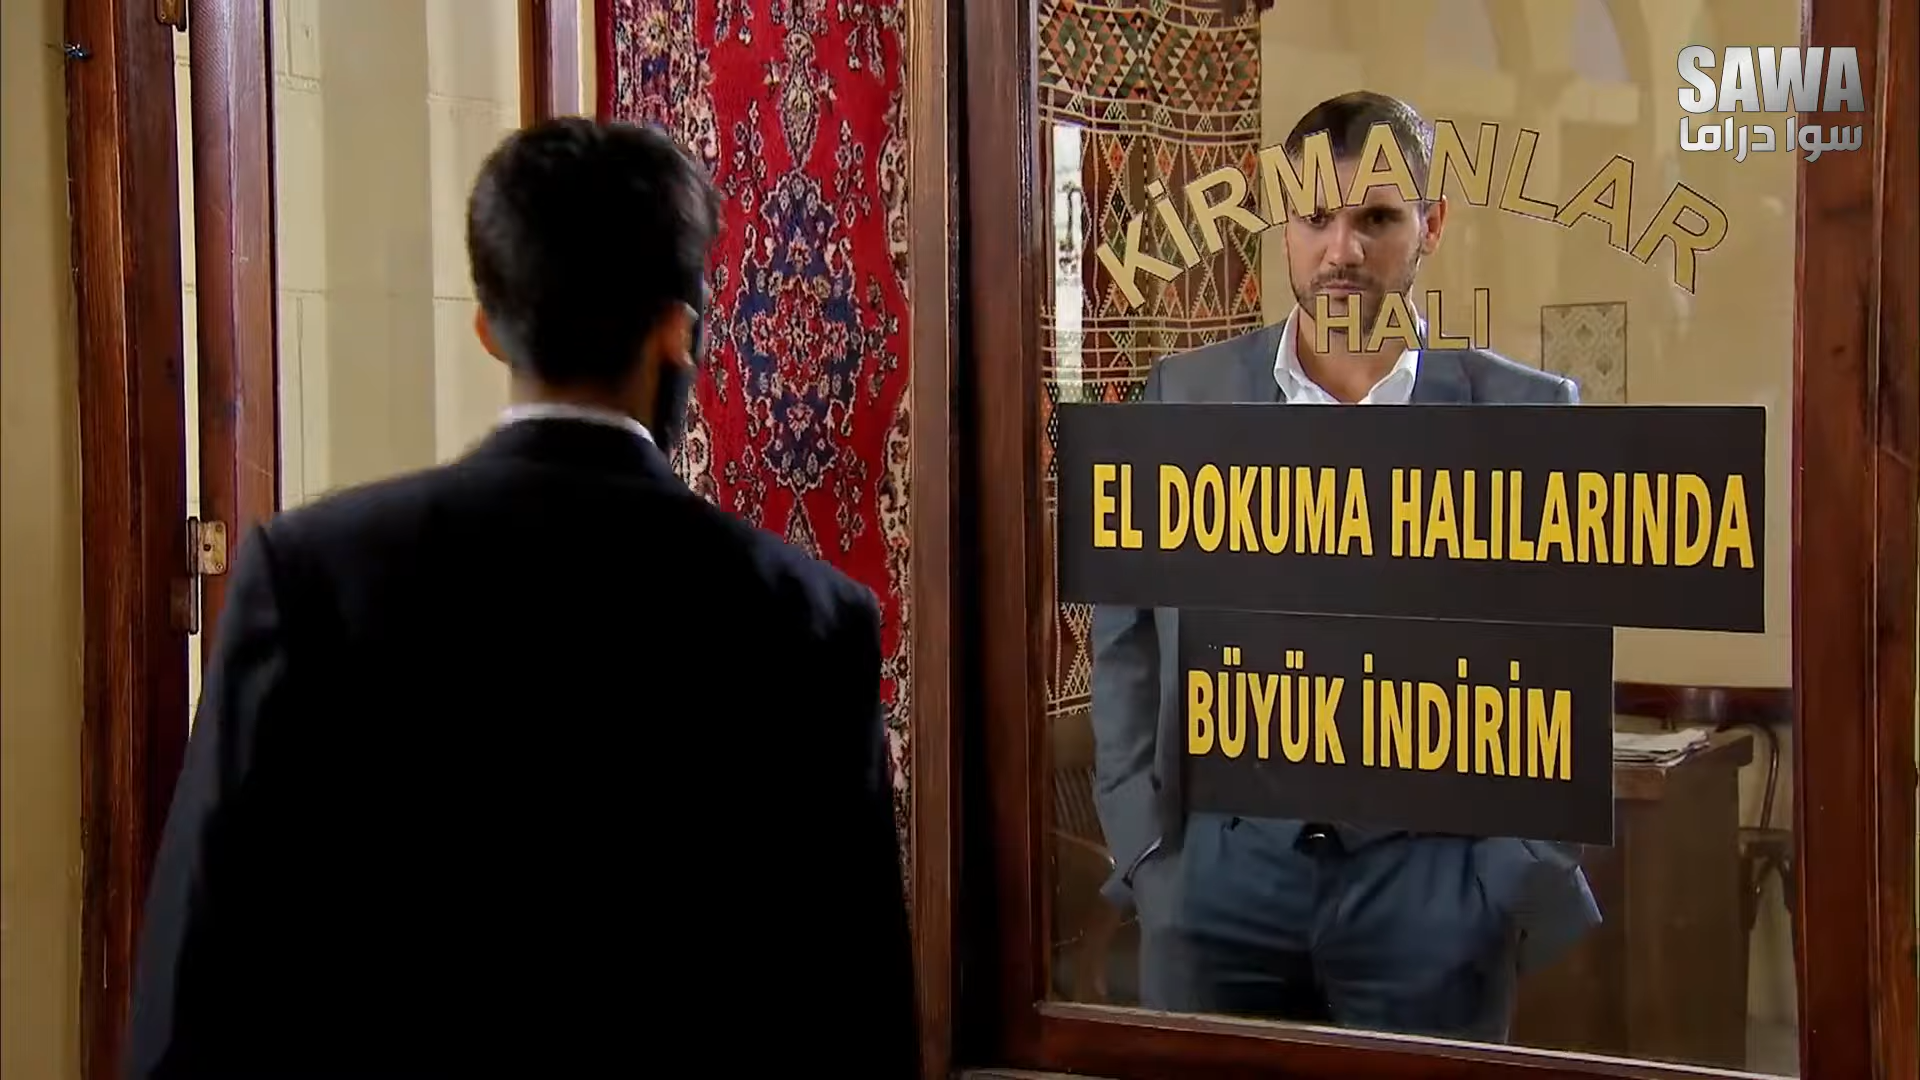 SAWA
سوا دراما
KİRMANLAR
HALI
EL DOKUMA HALILARINDA
BÜYÜK İNDİRİM